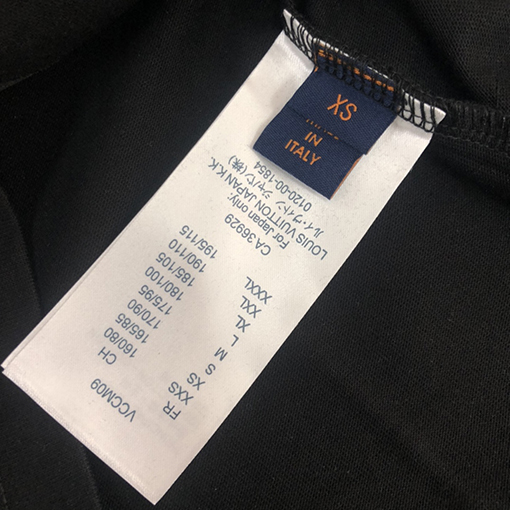 XS
IN
ITALY
VCCM09
FR CH
XXS 160/80
XS 165/85
S 170/90
M 175/95
L 180/100
XL 185/105
XXL 190/110
XXXL 195/115
CA 36929
For Japan only:
LOUIS VUITTON JAPAN K.K.
ルイ・ヴィトン ジャパン(株)
0120-00-1854